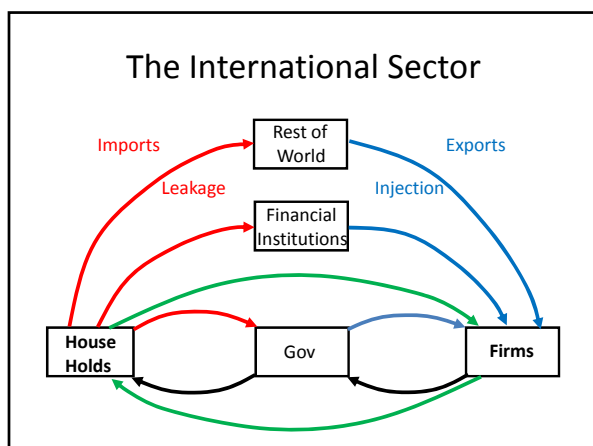 The International Sector
Rest of
World
Imports
Exports
Leakage
Injection
Financial
Institutions
House
Holds
Gov
Firms